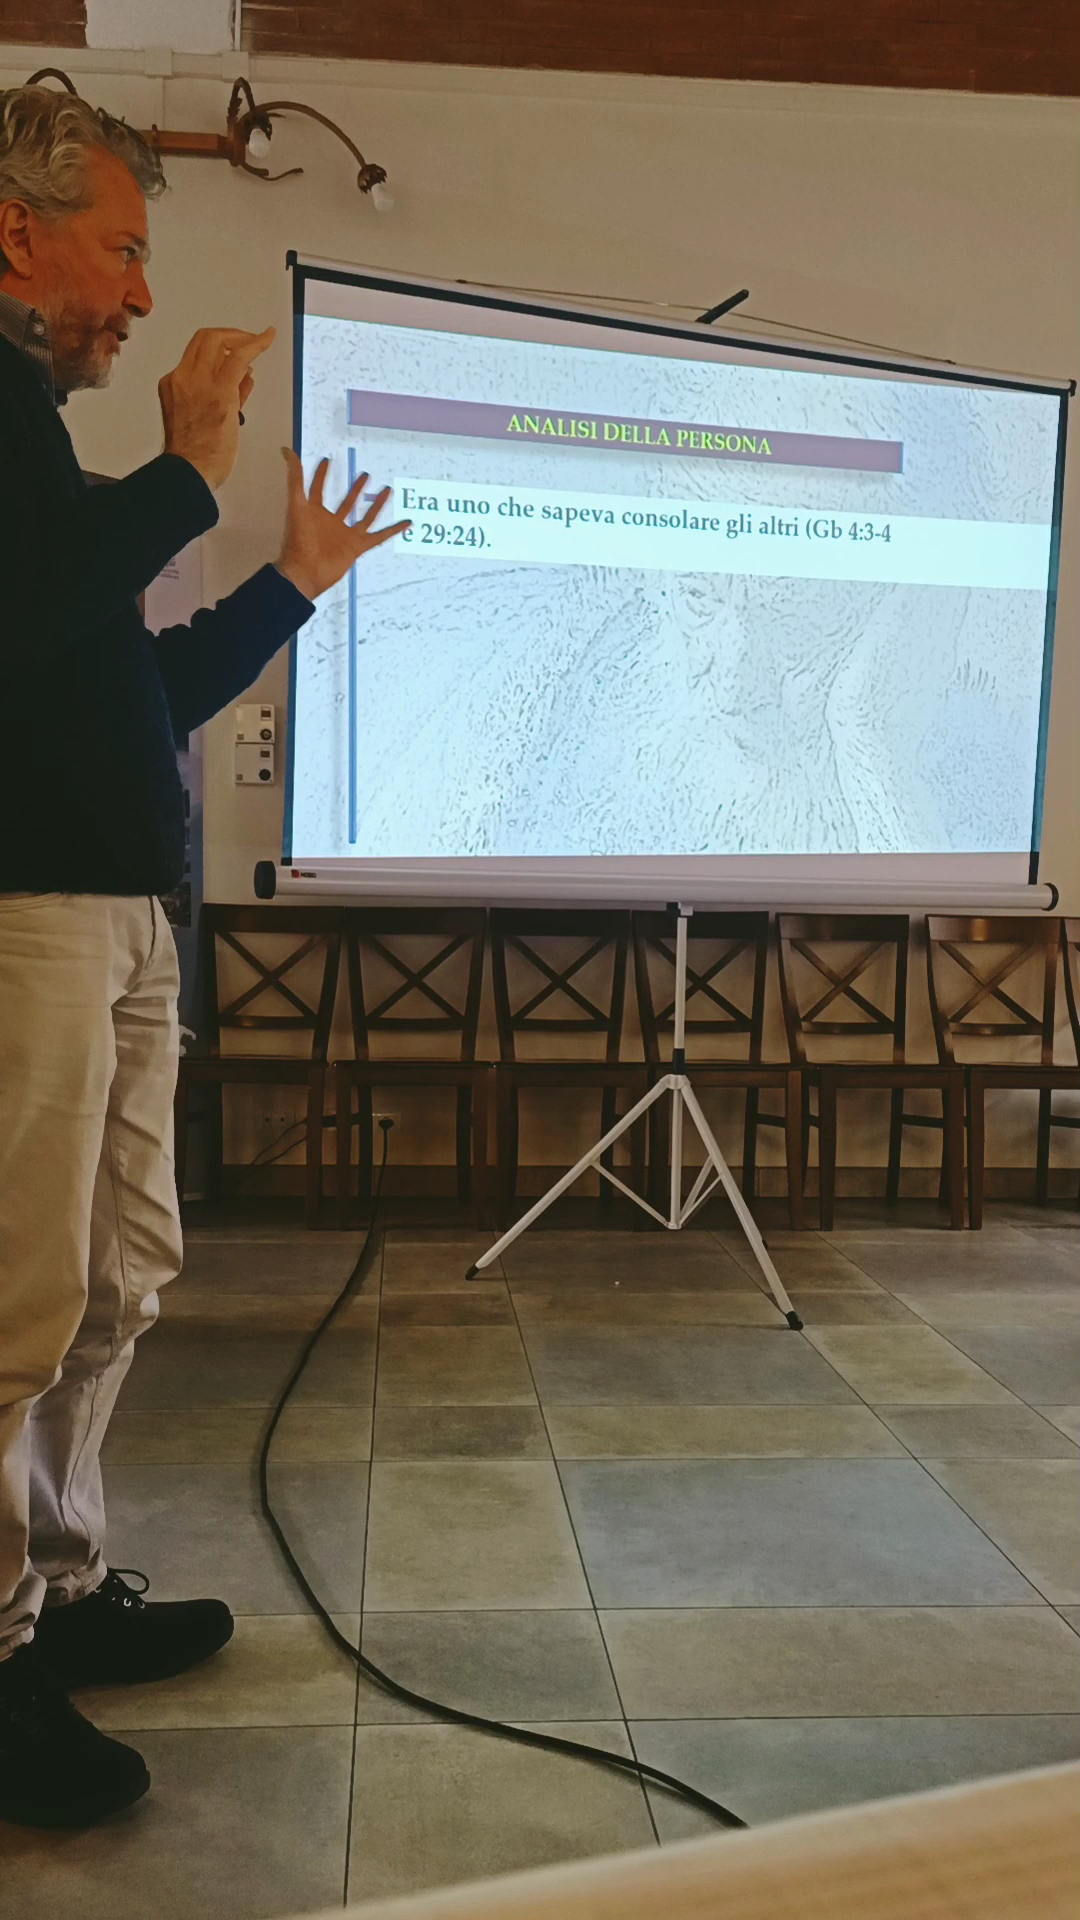 ANALISI DELLA PERSONA
Era uno che sapeva consolare gli altri (Gb 4:3-4
e 29:24).